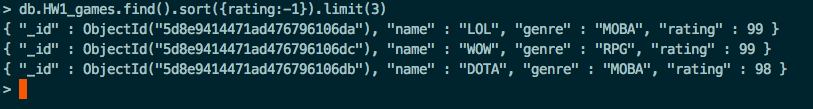 > db.HW1_games.find().sort({rating:-1}).limit(3)
{ "_id" : ObjectId("5d8e9414471ad476796106da"), "name" : "LOL", "genre" : "MOBA", "rating" : 99 }
{ "_id" : ObjectId("5d8e9414471ad476796106dc"), "name" : "WOW", "genre" : "RPG", "rating" : 99 }
{ "_id" : ObjectId("5d8e9414471ad476796106db"), "name" : "DOTA", "genre" : "MOBA", "rating" : 98 }
>